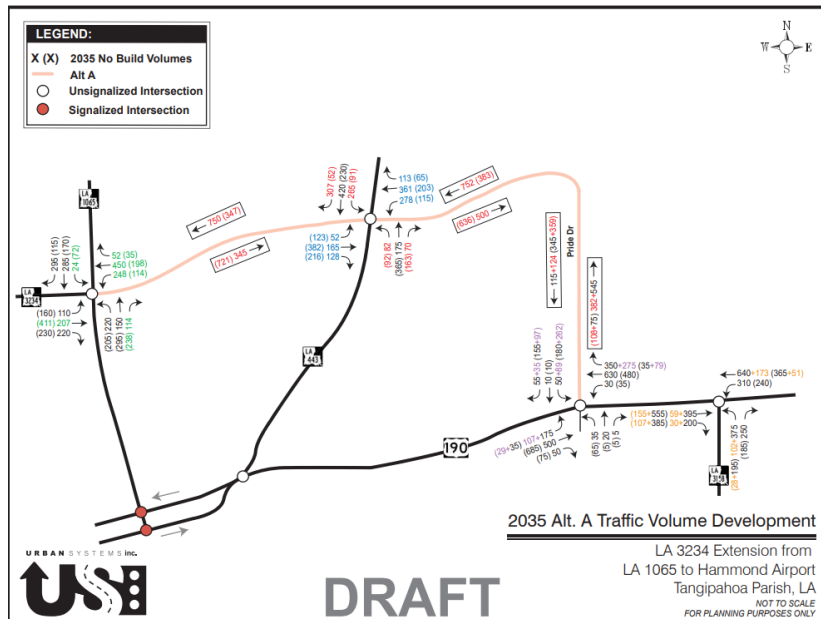 LEGEND:
X (X) 2035 No Build Volumes
Alt A
Unsignalized Intersection
Signalized Intersection
N
W E
S
LA
1065
307 (52)
420 (230)
265 (91)
113 (65)
361 (203)
278 (115)
752 (383)
(636) 500
750 (347)
(721) 345
(123) 52
(382) 165
(216) 128
(92) 82
(365) 175
(163) 70
295 (115)
285 (170)
24 (72)
52 (35)
450 (198)
248 (114)
LA
3234
(160) 110
(411) 207
(230) 220
(205) 220
(295) 150
(238) 114
Pride Dr
115+124 (345+359)
(108+75) 382+545
LA
443
55+35 (155+97)
10 (10)
50+89 (180+262)
350+275 (35+79)
630 (480)
30 (35)
640+173 (365+51)
310 (240)
(155+555) 59+395
(107+385) 30+200
(29+35) 107+175
(685) 500
(75) 50
(65) 35
(5) 20
(5) 5
(28+195) 102+375
(185) 250
190
LA
2035 Alt. A Traffic Volume Development
LA 3234 Extension from
LA 1065 to Hammond Airport
Tangipahoa Parish, LA
NOT TO SCALE
FOR PLANNING PURPOSES ONLY
URBAN SYSTEMS inc.
USI
DRAFT